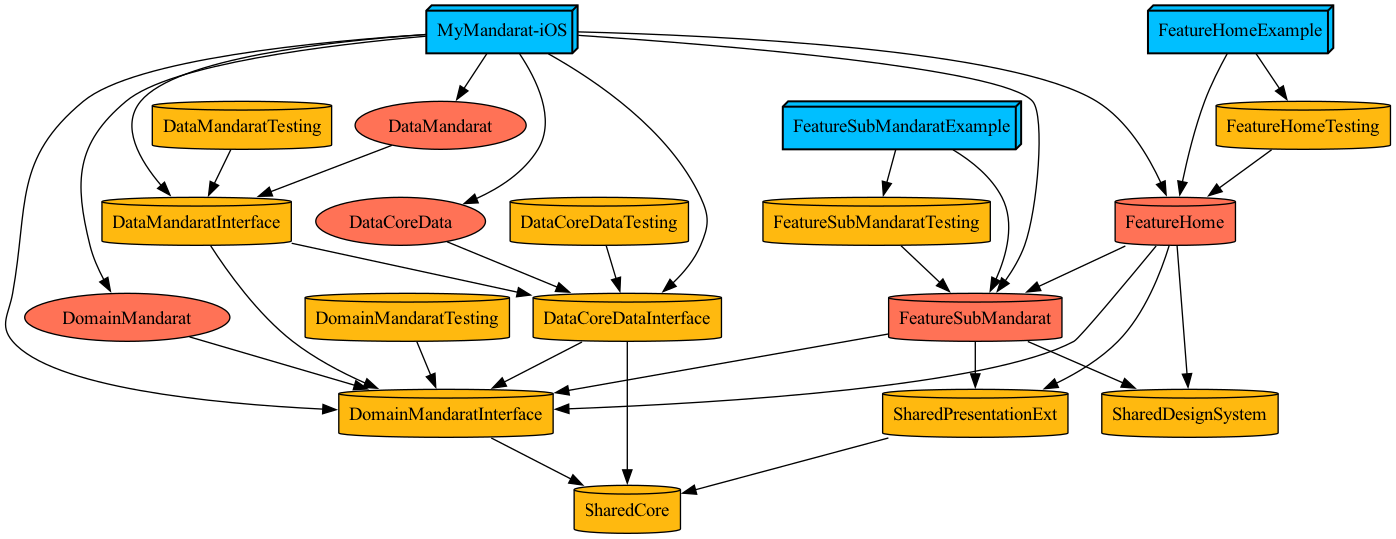 MyMandarat-iOS
FeatureHomeExample
DataMandaratTesting
DataMandarat
FeatureSubMandaratExample
FeatureHomeTesting
DataMandaratInterface
DataCoreData
DataCoreDataTesting
FeatureSubMandaratTesting
FeatureHome
DomainMandarat
DomainMandaratTesting
DataCoreDataInterface
FeatureSubMandarat
DomainMandaratInterface
SharedPresentationExt
SharedDesignSystem
SharedCore